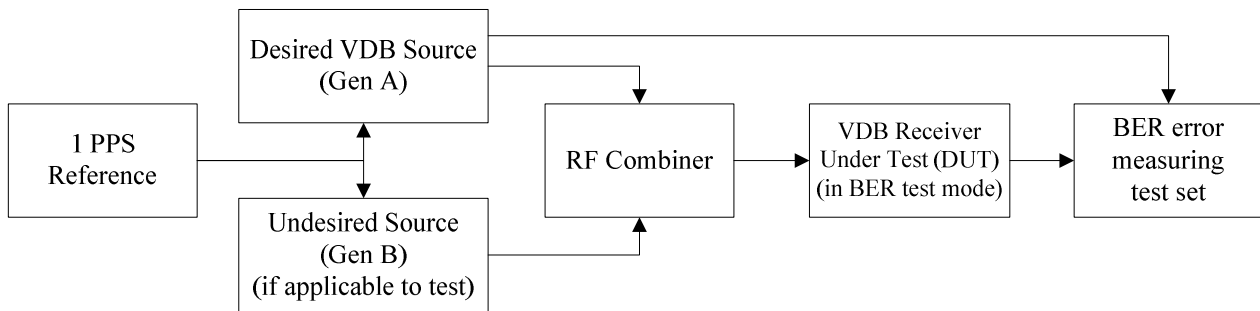 Desired VDB Source
(Gen A)
1 PPS
Reference
Undesired Source
(Gen B)
(if applicable to test)
RF Combiner
VDB Receiver
Under Test (DUT)
(in BER test mode)
BER error
measuring
test set